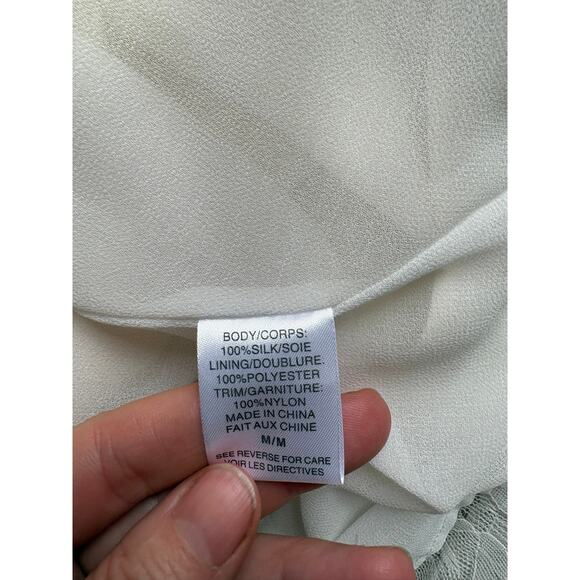 BODY/CORPS:
100%SILK/SOIE
LINING/DOUBLURE:
100%POLYESTER
TRIM/GARNITURE:
100%NYLON
MADE IN CHINA
FAIT AUX CHINE
M/M
SEE REVERSE FOR CARE
VOIR LES DIRECTIVES